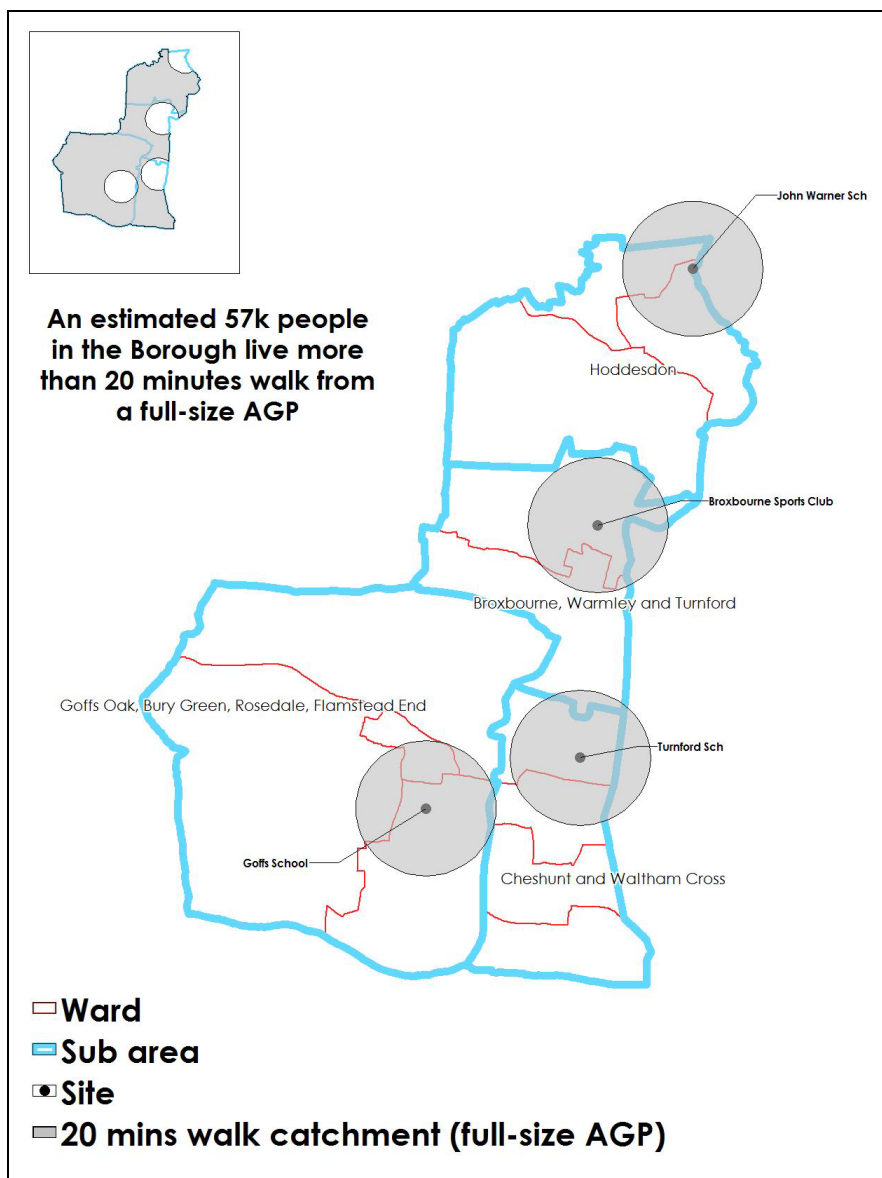 An estimated 57k people
in the Borough live more
than 20 minutes walk from
a full-size AGP
John Warner Sch
Hoddesdon
Broxbourne Sports Club
Broxbourne, Warmley and Turnford
Goffs Oak, Bury Green, Rosedale, Flamstead End
Turnford Sch
Goffs School
Cheshunt and Waltham Cross
Ward
Sub area
Site
20 mins walk catchment (full-size AGP)